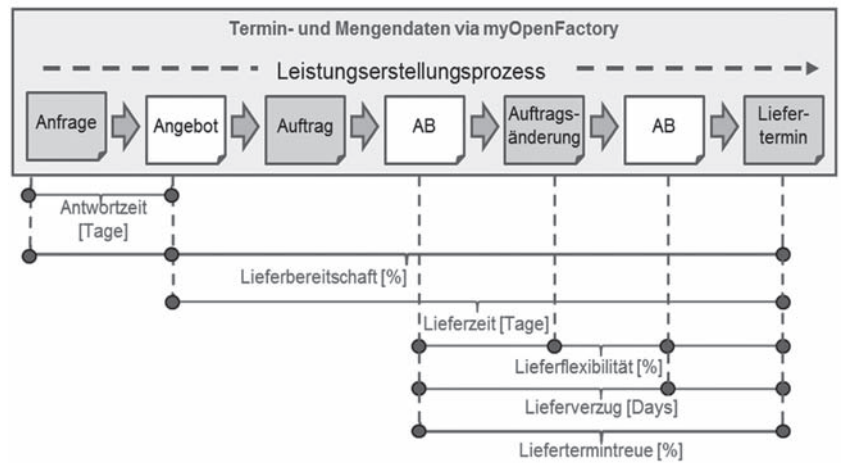 Termin- und Mengendaten via myOpenFactory
Leistungserstellungsprozess
Anfrage
Angebot
Auftrag
AB
Auftrags-
änderung
AB
Liefer-
termin
Antwortzeit
[Tage]
Lieferbereitschaft [%]
Lieferzeit [Tage]
Lieferflexibilität [%]
Lieferverzug [Days]
Liefertermintreue [%]